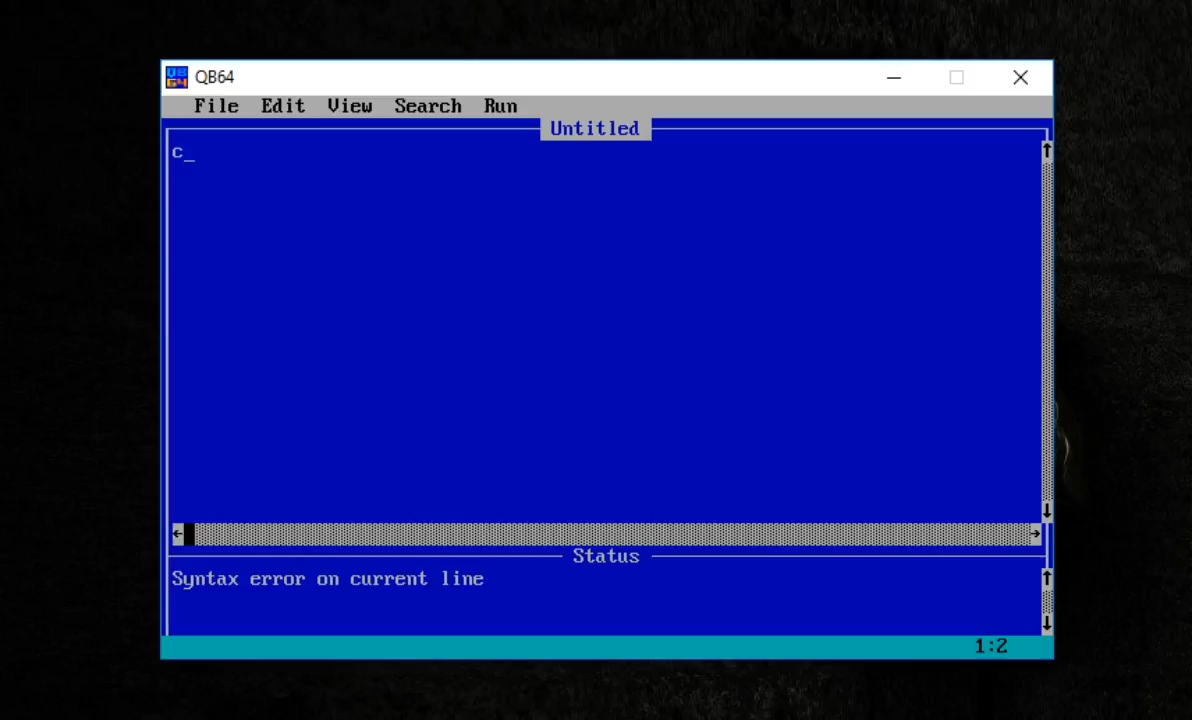 QB64
File Edit View Search Run
Untitled
c_
Status
Syntax error on current line
1:2